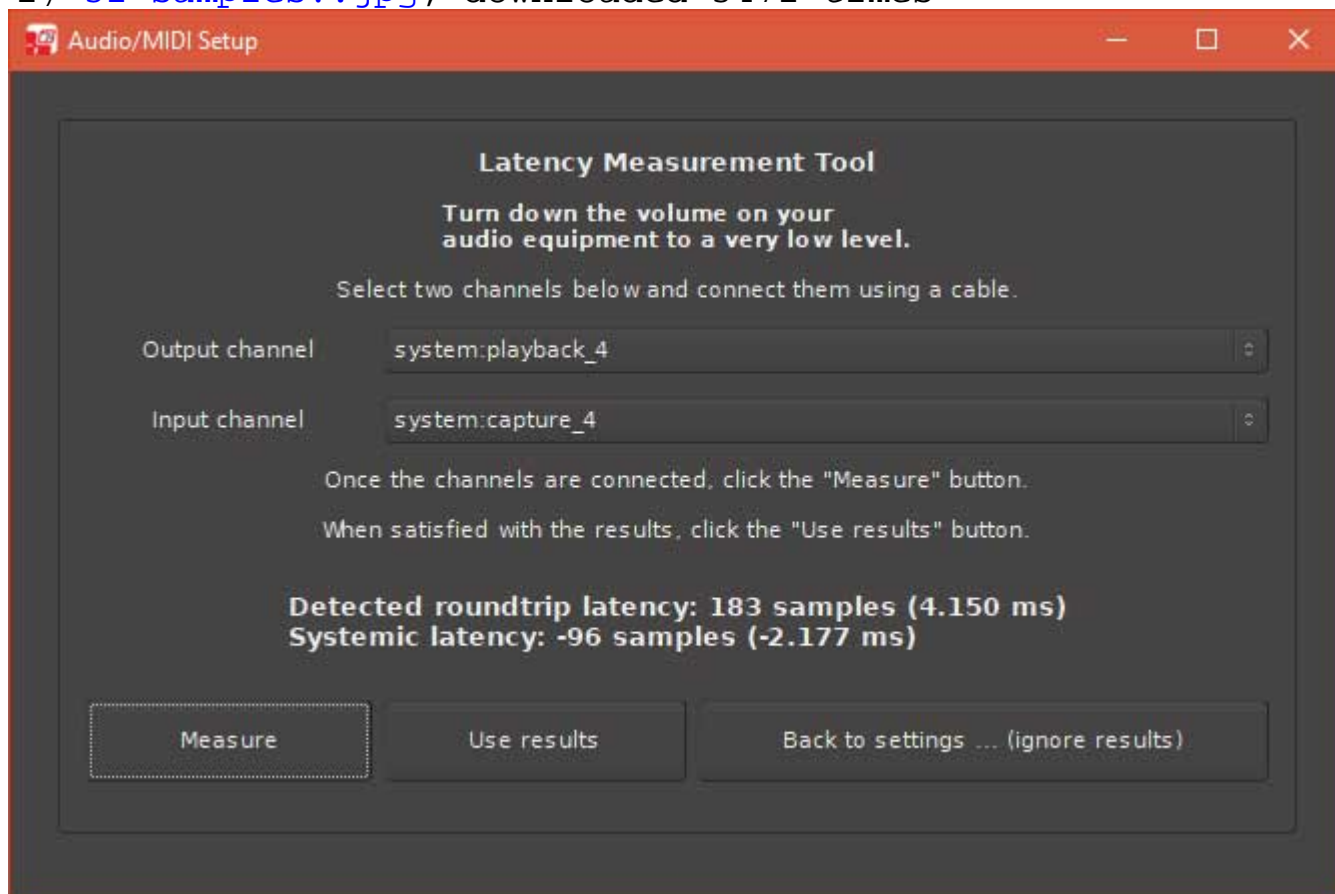 Audio/MIDI Setup
Latency Measurement Tool
Turn down the volume on your
audio equipment to a very low level.
Select two channels below and connect them using a cable.
Output channel system:playback_4
Input channel system:capture_4
Once the channels are connected, click the "Measure" button.
When satisfied with the results, click the "Use results" button.
Detected roundtrip latency: 183 samples (4.150 ms)
Systemic latency: -96 samples (-2.177 ms)
Measure Use results Back to settings ... (ignore results)